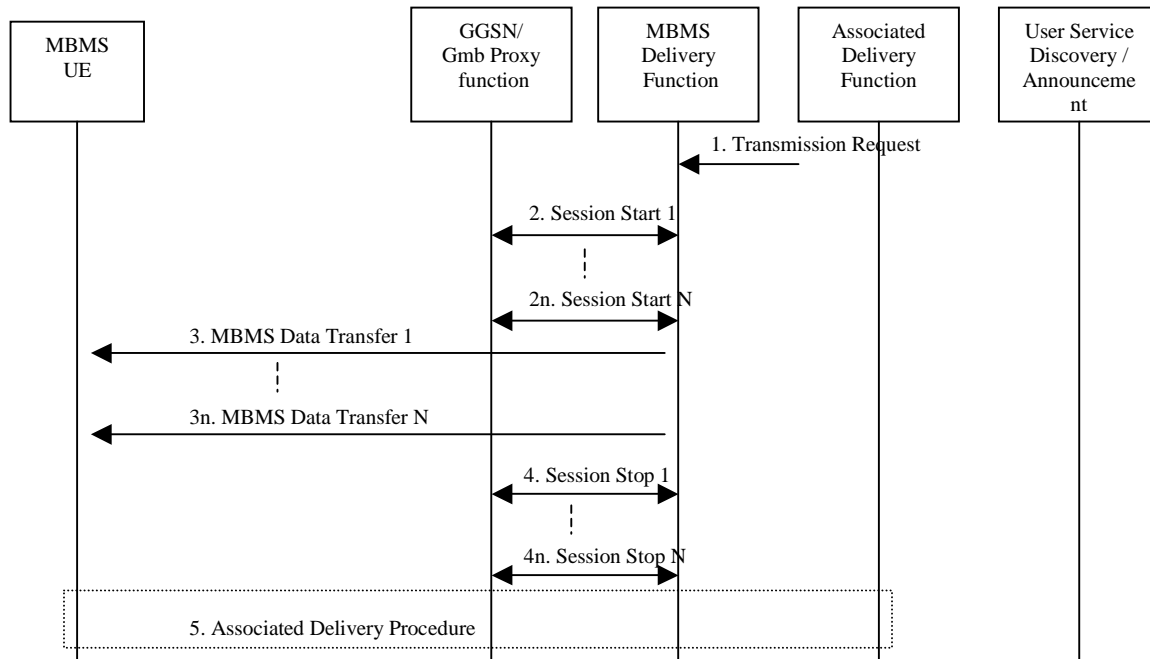 MBMS
UE
GGSN/
Gmb Proxy
function
MBMS
Delivery
Function
Associated
Delivery
Function
User Service
Discovery /
Announceme
nt
1. Transmission Request
2. Session Start 1
2n. Session Start N
3. MBMS Data Transfer 1
3n. MBMS Data Transfer N
4. Session Stop 1
4n. Session Stop N
5. Associated Delivery Procedure